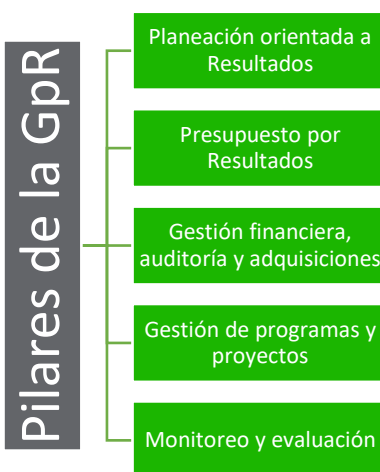 Pilares de la GpR
Planeación orientada a
Resultados
Presupuesto por
Resultados
Gestión financiera,
auditoría y adquisiciones
Gestión de programas y
proyectos
Monitoreo y evaluación